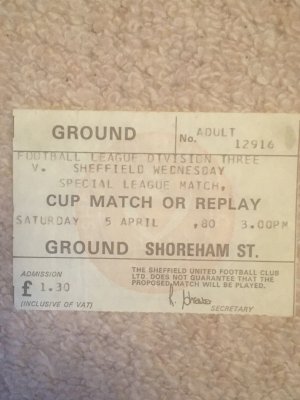 GROUND
No. ADULT
12916
FOOTBALL LEAGUE DIVISION THREE
V. SHEFFIELD WEDNESDAY
SPECIAL LEAGUE MATCH,
CUP MATCH OR REPLAY
SATURDAY 5 APRIL .80 3.00PM
GROUND SHOREHAM ST.
ADMISSION
£ 1.30
(INCLUSIVE OF VAT)
THE SHEFFIELD UNITED FOOTBALL CLUB
LTD. DOES NOT GUARANTEE THAT THE
PROPOSED MATCH WILL BE PLAYED.
SECRETARY